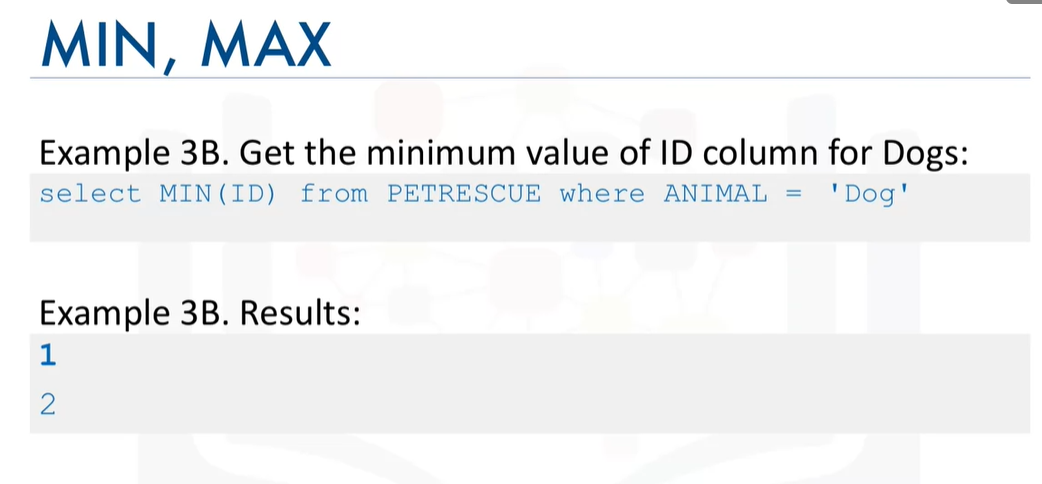 MIN, MAX
Example 3B. Get the minimum value of ID column for Dogs:
select MIN(ID) from PETRESCUE where ANIMAL = 'Dog'
Example 3B. Results:
1
2